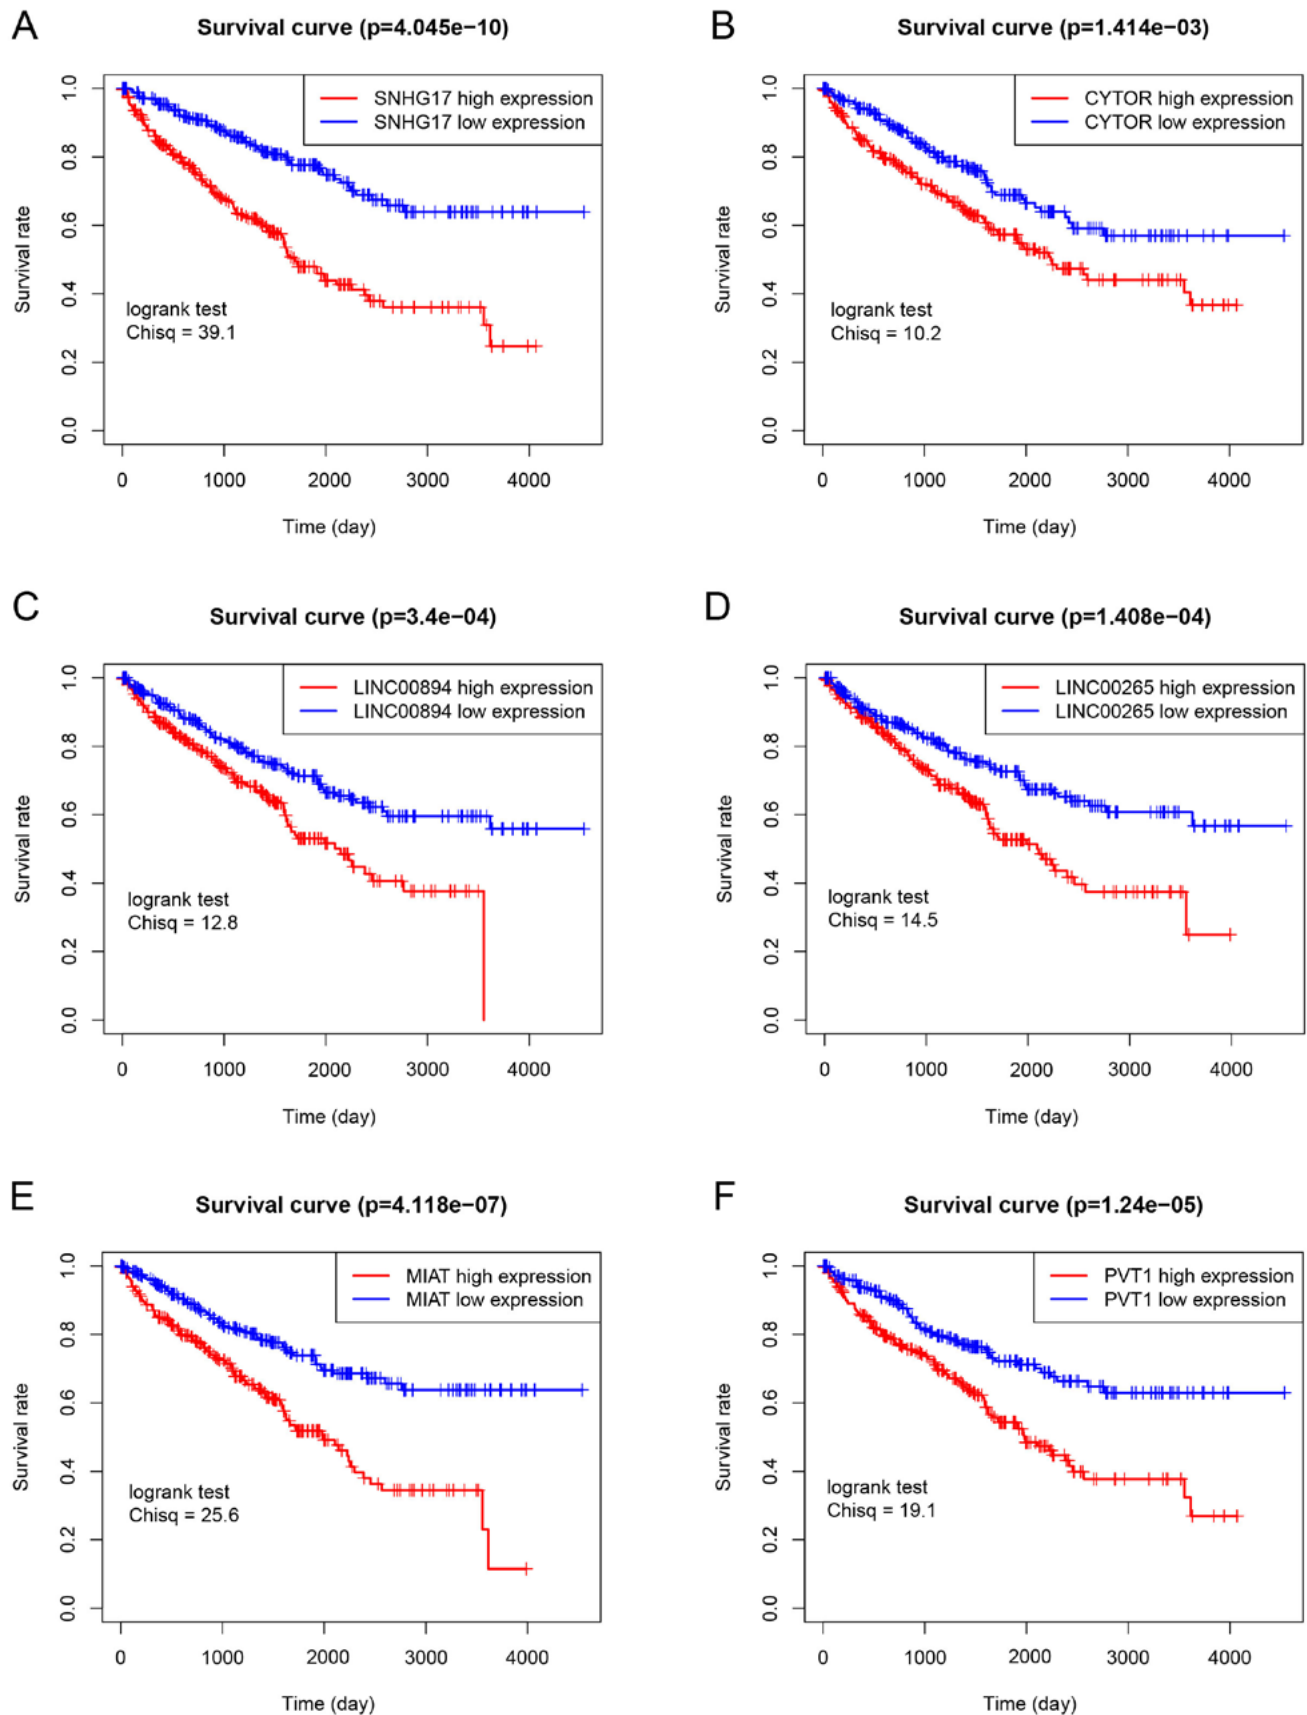 A
Survival curve (p=4.045e−10)
SNHG17 high expression
SNHG17 low expression
Survival rate
0.0 0.2 0.4 0.6 0.8 1.0
logrank test
Chisq = 39.1
0 1000 2000 3000 4000
Time (day)
B
Survival curve (p=1.414e−03)
CYTOR high expression
CYTOR low expression
Survival rate
0.0 0.2 0.4 0.6 0.8 1.0
logrank test
Chisq = 10.2
0 1000 2000 3000 4000
Time (day)
C
Survival curve (p=3.4e−04)
LINC00894 high expression
LINC00894 low expression
Survival rate
0.0 0.2 0.4 0.6 0.8 1.0
logrank test
Chisq = 12.8
0 1000 2000 3000 4000
Time (day)
D
Survival curve (p=1.408e−04)
LINC00265 high expression
LINC00265 low expression
Survival rate
0.0 0.2 0.4 0.6 0.8 1.0
logrank test
Chisq = 14.5
0 1000 2000 3000 4000
Time (day)
E
Survival curve (p=4.118e−07)
MIAT high expression
MIAT low expression
Survival rate
0.0 0.2 0.4 0.6 0.8 1.0
logrank test
Chisq = 25.6
0 1000 2000 3000 4000
Time (day)
F
Survival curve (p=1.24e−05)
PVT1 high expression
PVT1 low expression
Survival rate
0.0 0.2 0.4 0.6 0.8 1.0
logrank test
Chisq = 19.1
0 1000 2000 3000 4000
Time (day)